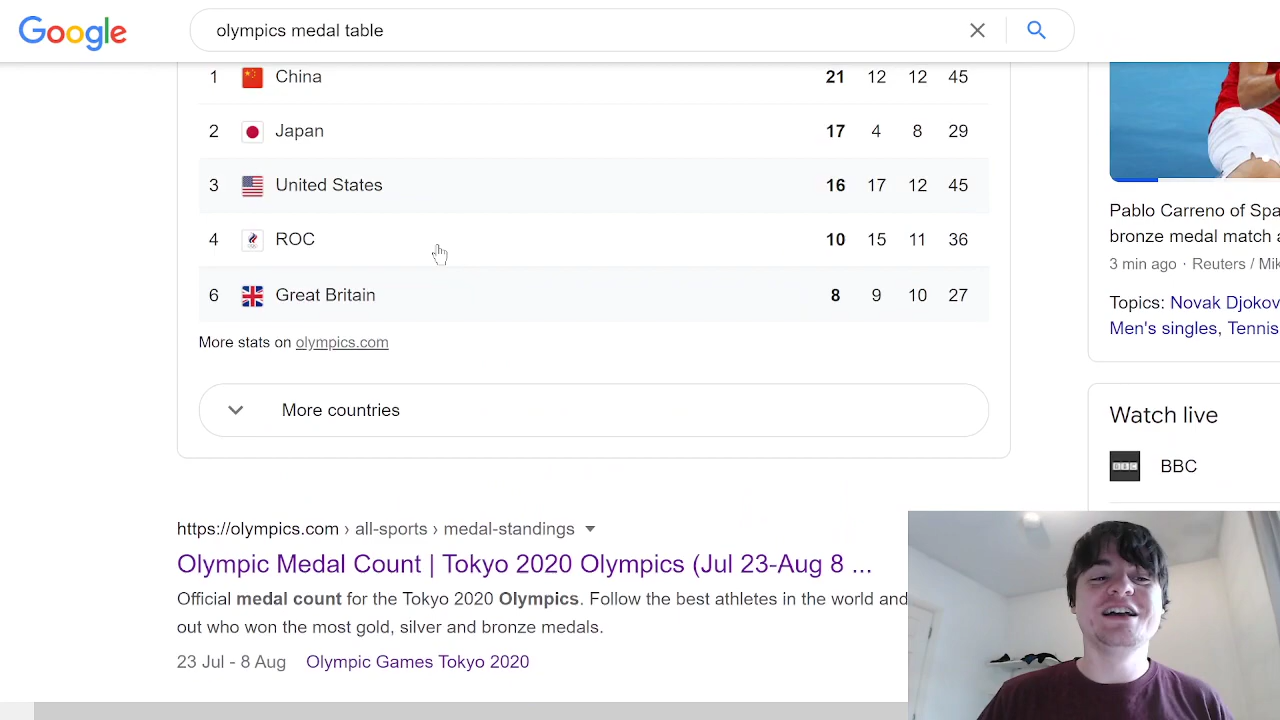 Google
olympics medal table
1 China 21 12 12 45
2 Japan 17 4 8 29
3 United States 16 17 12 45
4 ROC 10 15 11 36
6 Great Britain 8 9 10 27
More stats on olympics.com
More countries
https://olympics.com › all-sports › medal-standings
Olympic Medal Count | Tokyo 2020 Olympics (Jul 23-Aug 8 ...
Official medal count for the Tokyo 2020 Olympics. Follow the best athletes in the world and
out who won the most gold, silver and bronze medals.
23 Jul - 8 Aug Olympic Games Tokyo 2020
Pablo Carreno of Spa
bronze medal match a
3 min ago · Reuters / Mik
Topics: Novak Djokov
Men's singles, Tennis
Watch live
BBC BBC